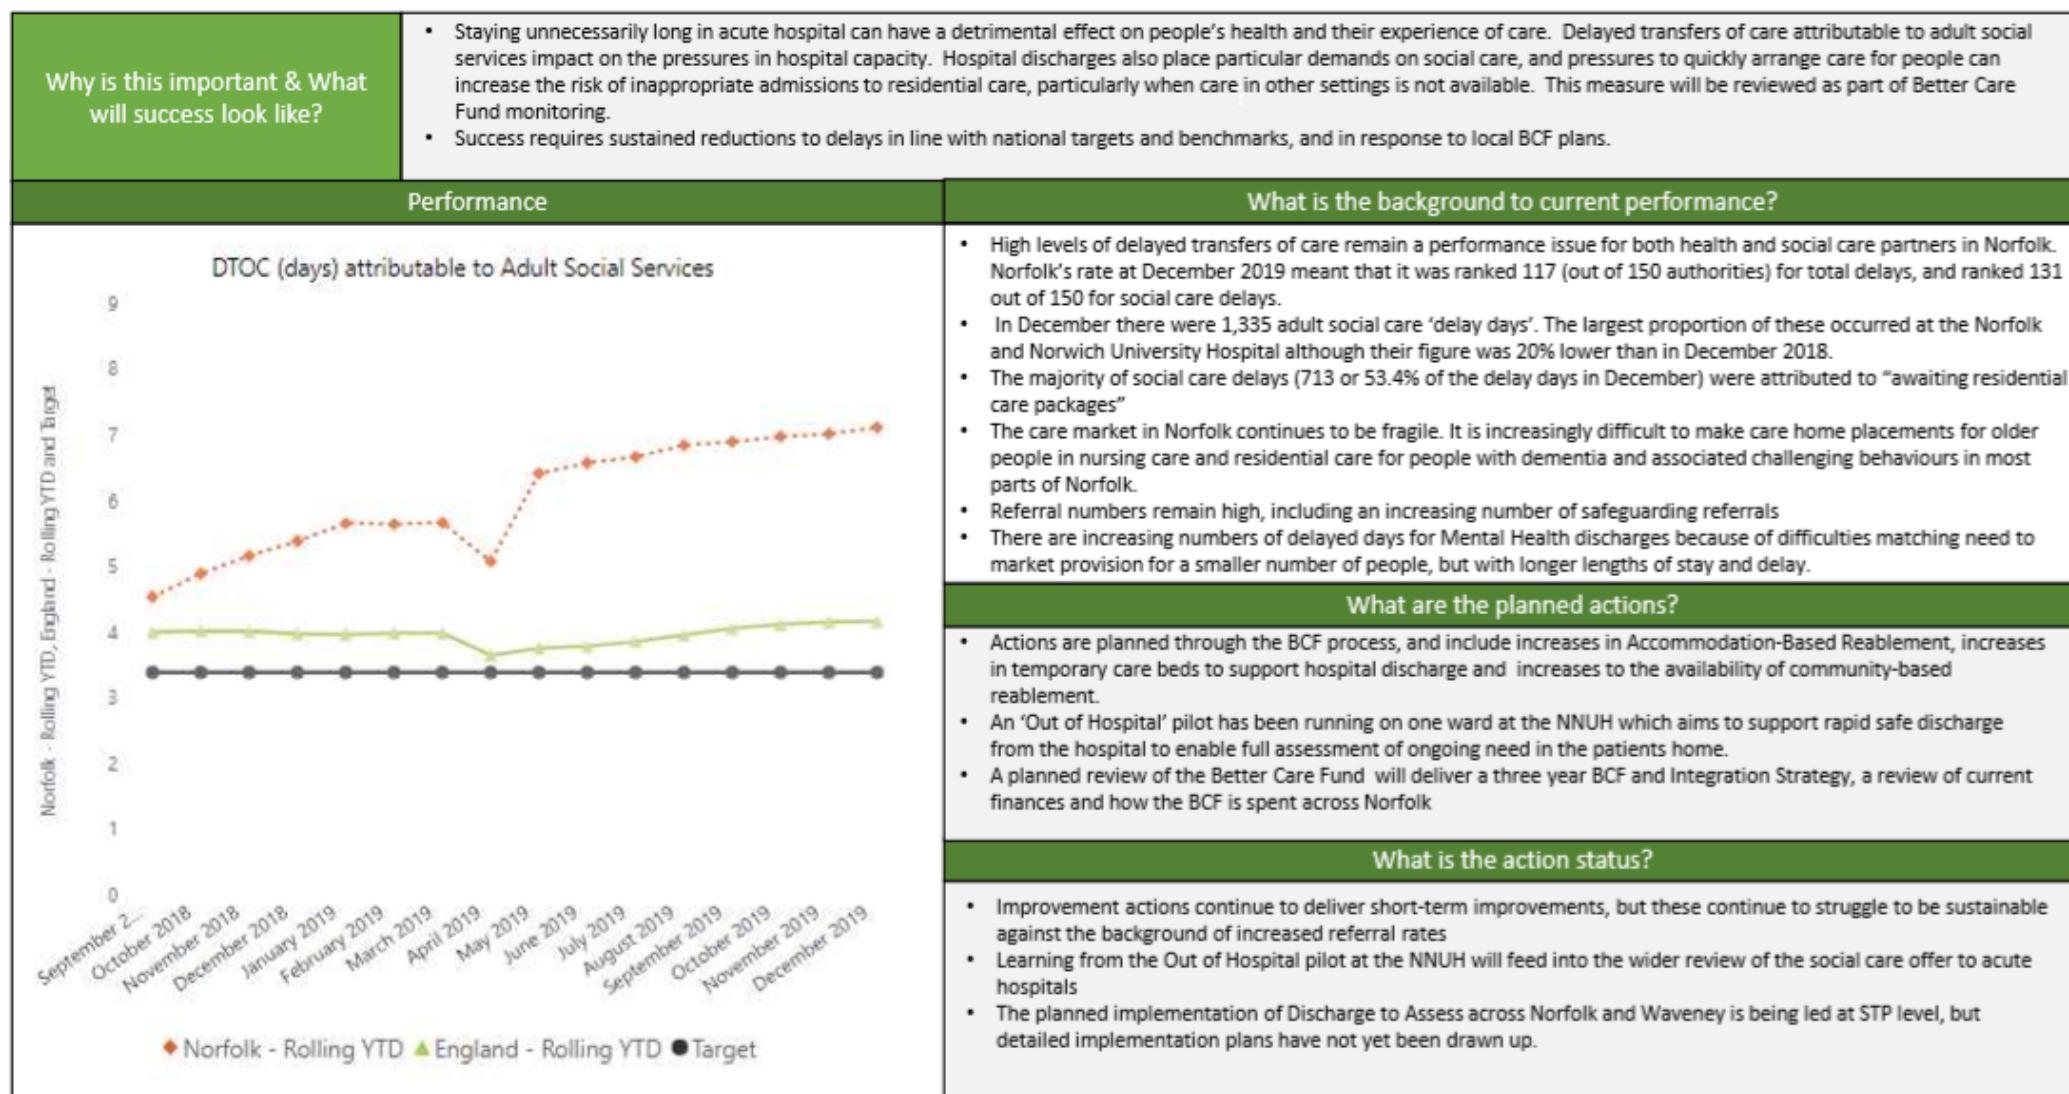 Why is this important & What
will success look like?
• Staying unnecessarily long in acute hospital can have a detrimental effect on people's health and their experience of care. Delayed transfers of care attributable to adult social
services impact on the pressures in hospital capacity. Hospital discharges also place particular demands on social care, and pressures to quickly arrange care for people can
increase the risk of inappropriate admissions to residential care, particularly when care in other settings is not available. This measure will be reviewed as part of Better Care
Fund monitoring.
• Success requires sustained reductions to delays in line with national targets and benchmarks, and in response to local BCF plans.
Performance
DTOC (days) attributable to Adult Social Services
Norfolk - Rolling YTD, England - Rolling YTD and Target
9
8
7
6
5
4
3
2
1
0
September 2...
October 2018
November 2018
December 2018
January 2019
February 2019
March 2019
April 2019
May 2019
June 2019
July 2019
August 2019
September 2019
October 2019
November 2019
December 2019
Norfolk - Rolling YTD England - Rolling YTD Target
What is the background to current performance?
• High levels of delayed transfers of care remain a performance issue for both health and social care partners in Norfolk.
Norfolk's rate at December 2019 meant that it was ranked 117 (out of 150 authorities) for total delays, and ranked 131
out of 150 for social care delays.
• In December there were 1,335 adult social care 'delay days'. The largest proportion of these occurred at the Norfolk
and Norwich University Hospital although their figure was 20% lower than in December 2018.
• The majority of social care delays (713 or 53.4% of the delay days in December) were attributed to "awaiting residential
care packages"
• The care market in Norfolk continues to be fragile. It is increasingly difficult to make care home placements for older
people in nursing care and residential care for people with dementia and associated challenging behaviours in most
parts of Norfolk.
• Referral numbers remain high, including an increasing number of safeguarding referrals
• There are increasing numbers of delayed days for Mental Health discharges because of difficulties matching need to
market provision for a smaller number of people, but with longer lengths of stay and delay.
What are the planned actions?
• Actions are planned through the BCF process, and include increases in Accommodation-Based Reablement, increases
in temporary care beds to support hospital discharge and increases to the availability of community-based
reablement.
• An 'Out of Hospital' pilot has been running on one ward at the NNUH which aims to support rapid safe discharge
from the hospital to enable full assessment of ongoing need in the patients home.
• A planned review of the Better Care Fund will deliver a three year BCF and Integration Strategy, a review of current
finances and how the BCF is spent across Norfolk
What is the action status?
• Improvement actions continue to deliver short-term improvements, but these continue to struggle to be sustainable
against the background of increased referral rates
• Learning from the Out of Hospital pilot at the NNUH will feed into the wider review of the social care offer to acute
hospitals
• The planned implementation of Discharge to Assess across Norfolk and Waveney is being led at STP level, but
detailed implementation plans have not yet been drawn up.